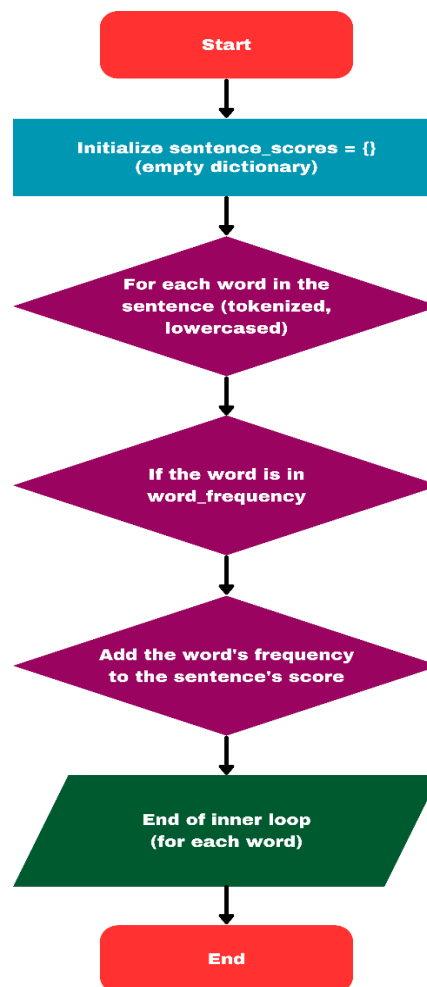 Start
Initialize sentence_scores = {}
(empty dictionary)
For each word in the
sentence (tokenized,
lowercased)
If the word is in
word_frequency
Add the word's frequency
to the sentence's score
End of inner loop
(for each word)
End